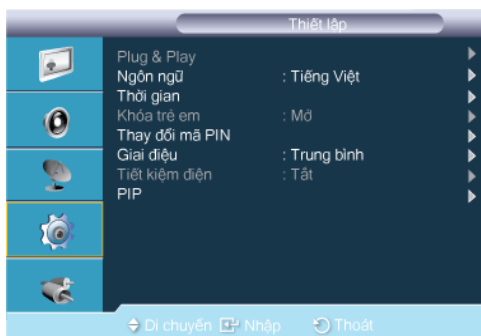 Thiết lập
Plug & Play
Ngôn ngữ : Tiếng Việt
Thời gian
Khóa trẻ em : Mở
Thay đổi mã PIN
Giai điệu : Trung bình
Tiết kiệm điện : Tắt
PIP
Di chuyển Nhập Thoát